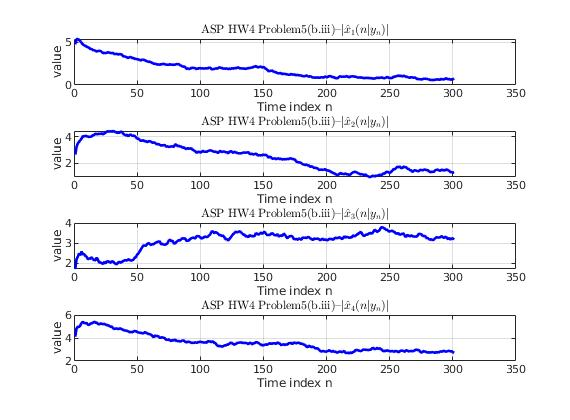 ASP HW4 Problem5(b.iii)–|x̂₁(n|yₙ)|
5
0
value
0 50 100 150 200 250 300 350
Time index n
ASP HW4 Problem5(b.iii)–|x̂₂(n|yₙ)|
4
2
value
0 50 100 150 200 250 300 350
Time index n
ASP HW4 Problem5(b.iii)–|x̂₃(n|yₙ)|
4
3
2
value
0 50 100 150 200 250 300 350
Time index n
ASP HW4 Problem5(b.iii)–|x̂₄(n|yₙ)|
6
4
2
value
0 50 100 150 200 250 300 350
Time index n